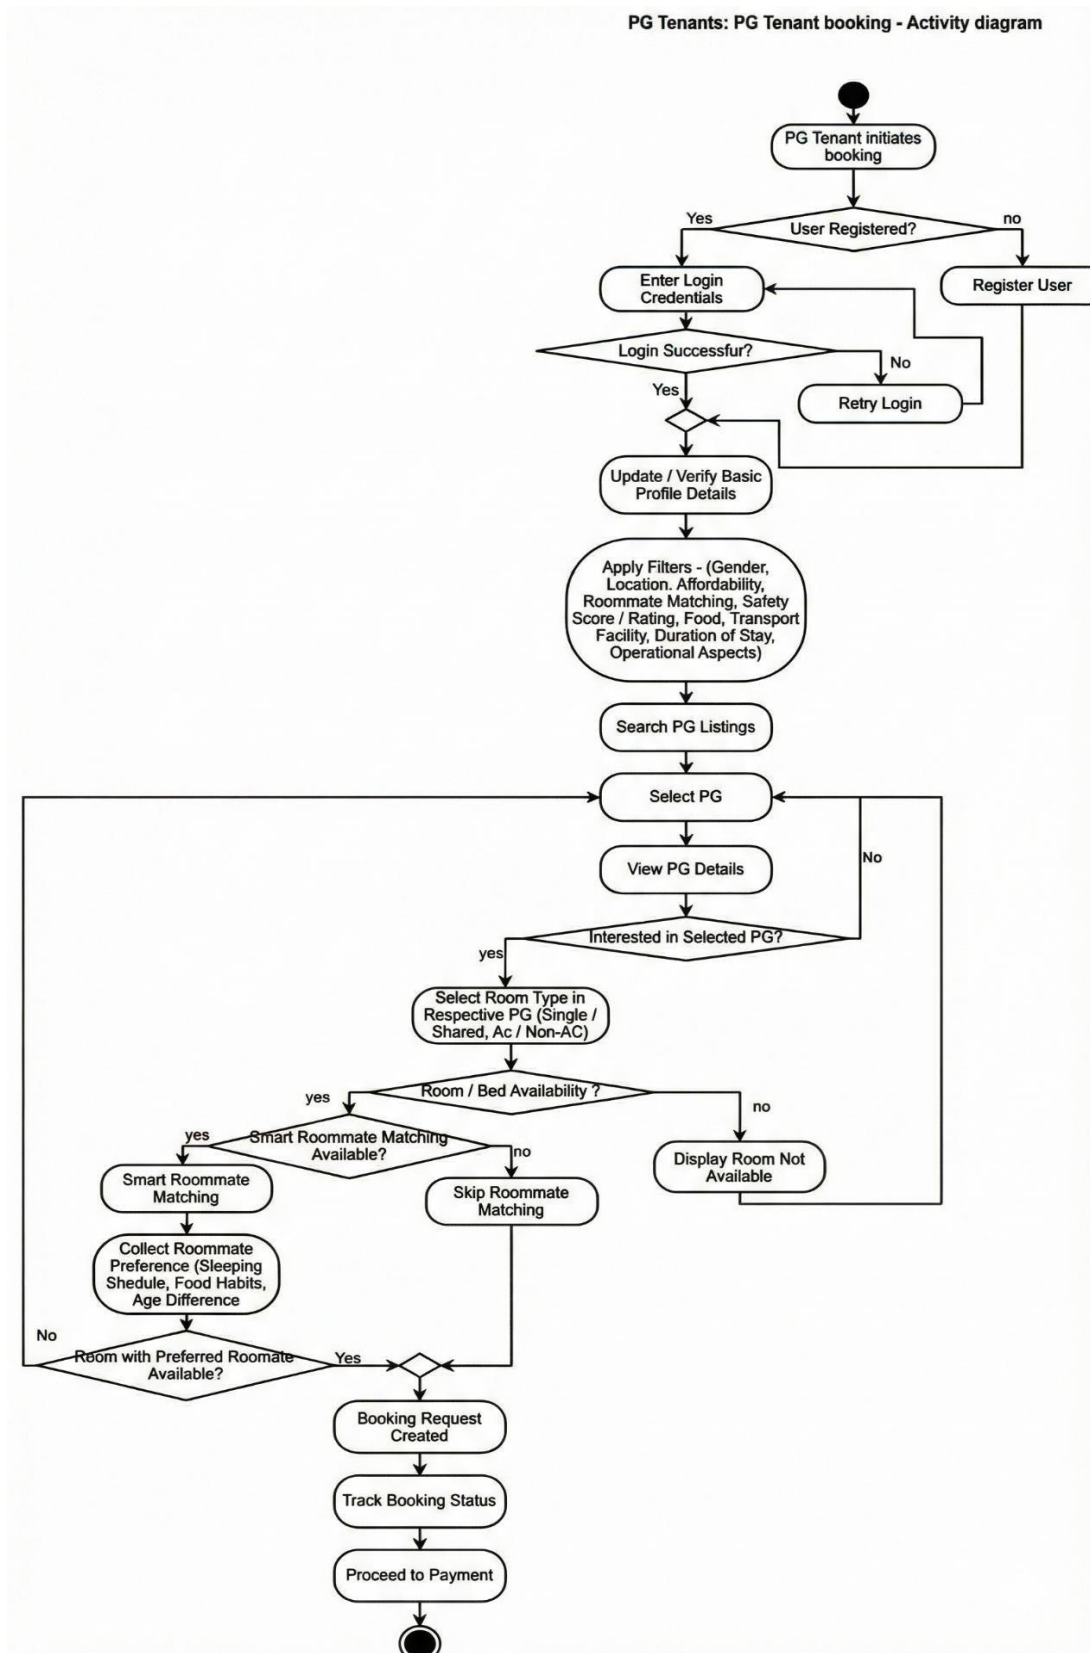 PG Tenants: PG Tenant booking - Activity diagram
PG Tenant initiates
booking
Yes
User Registered?
no
Enter Login
Credentials
Register User
Login Successfur?
No
Yes
Retry Login
Update / Verify Basic
Profile Details
Apply Filters - (Gender,
Location. Affordability,
Roommate Matching, Safety
Score / Rating, Food, Transport
Facility, Duration of Stay,
Operational Aspects)
Search PG Listings
Select PG
View PG Details
No
Interested in Selected PG?
yes
Select Room Type in
Respective PG (Single /
Shared, Ac / Non-AC)
Room / Bed Availability ?
yes
no
Smart Roommate Matching
Available?
yes
no
Display Room Not
Available
Smart Roommate
Matching
Skip Roommate
Matching
Collect Roommate
Preference (Sleeping
Shedule, Food Habits,
Age Difference
No
Room with Preferred Roomate
Available?
Yes
Booking Request
Created
Track Booking Status
Proceed to Payment